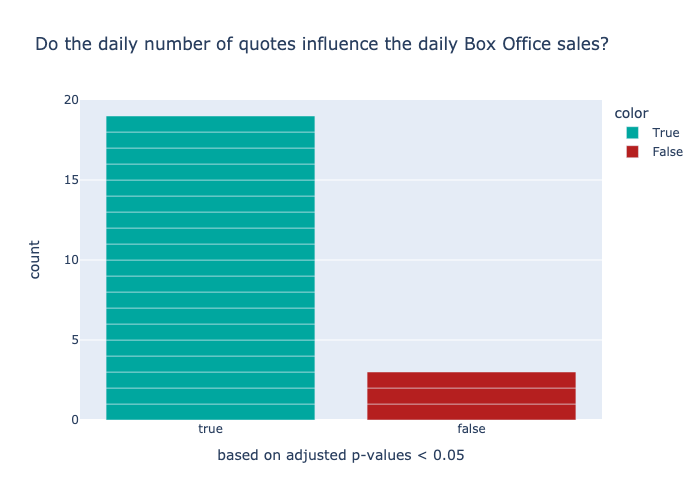 Do the daily number of quotes influence the daily Box Office sales?
color
True
False
count
20
15
10
5
0
true
false
based on adjusted p-values < 0.05